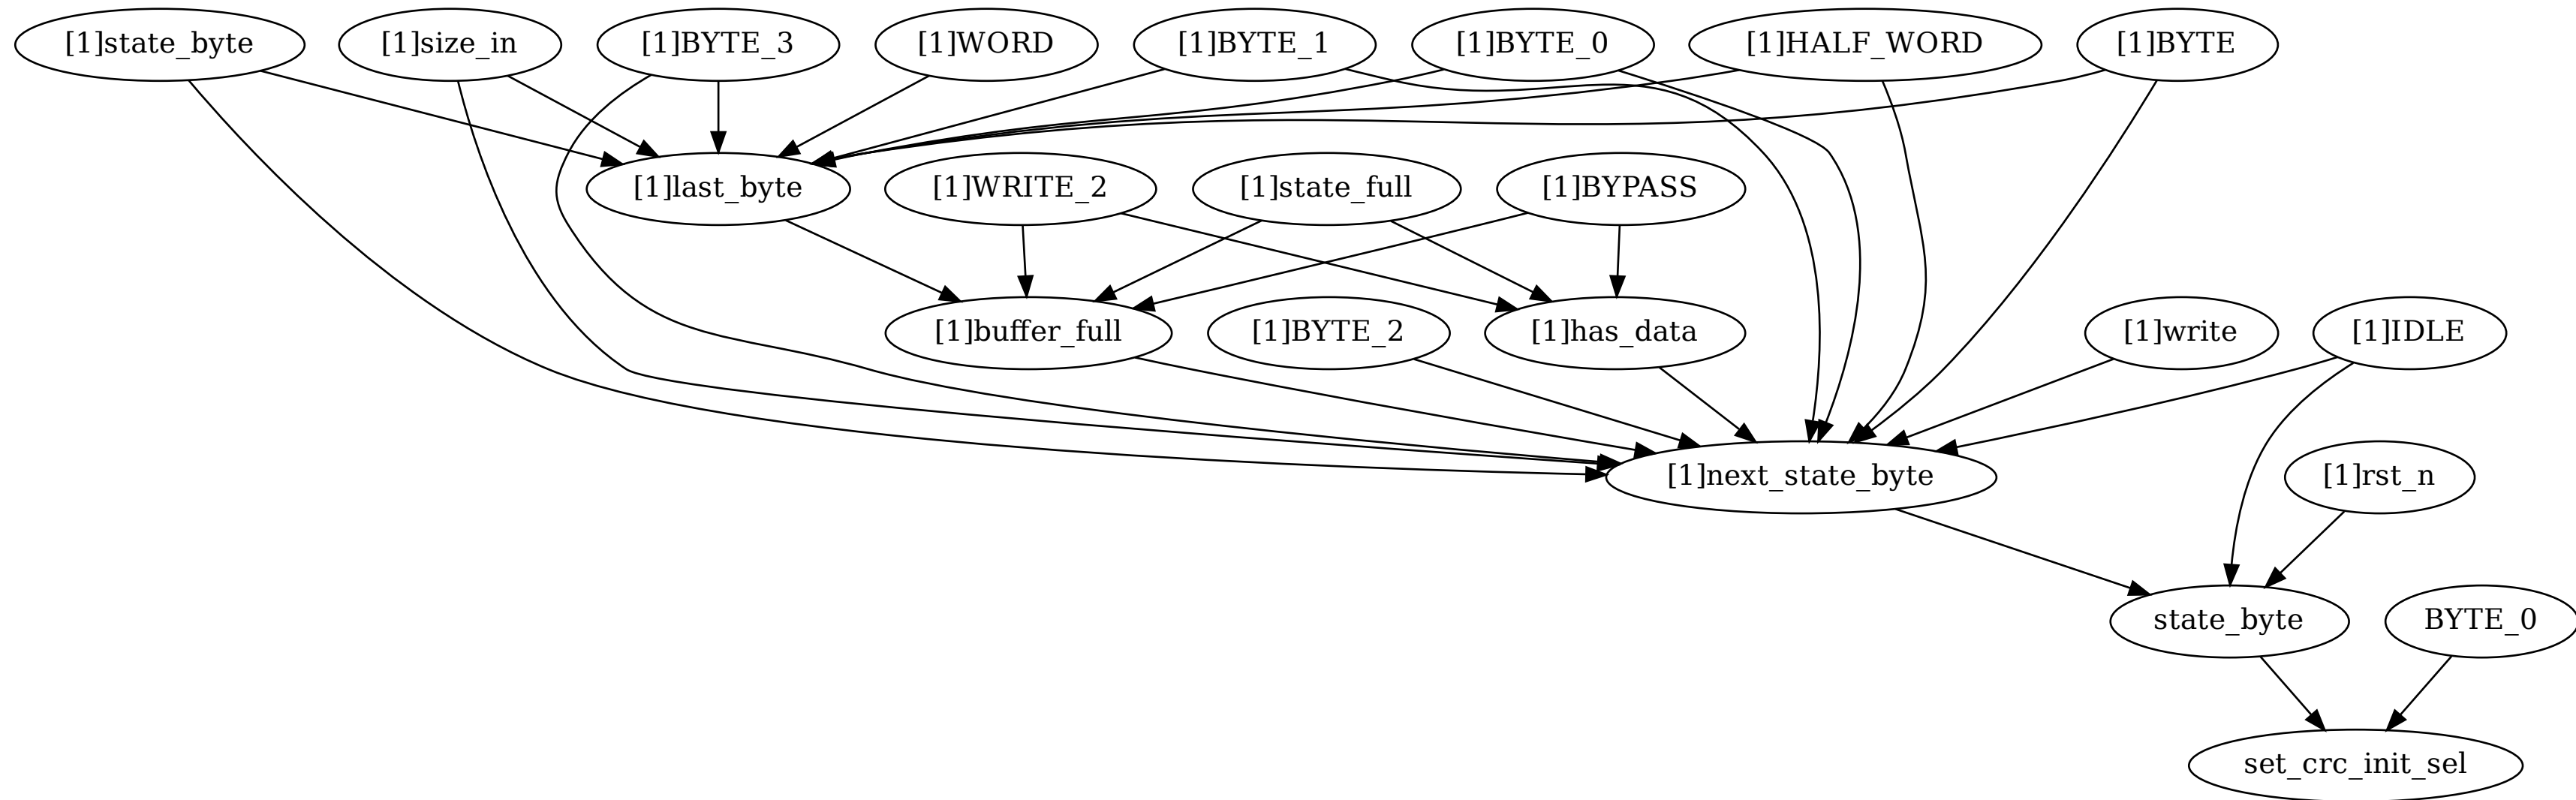 [1]state_byte
[1]size_in
[1]BYTE_3
[1]WORD
[1]BYTE_1
[1]BYTE_0
[1]HALF_WORD
[1]BYTE
[1]last_byte
[1]WRITE_2
[1]state_full
[1]BYPASS
[1]buffer_full
[1]BYTE_2
[1]has_data
[1]write
[1]IDLE
[1]next_state_byte
[1]rst_n
state_byte
BYTE_0
set_crc_init_sel